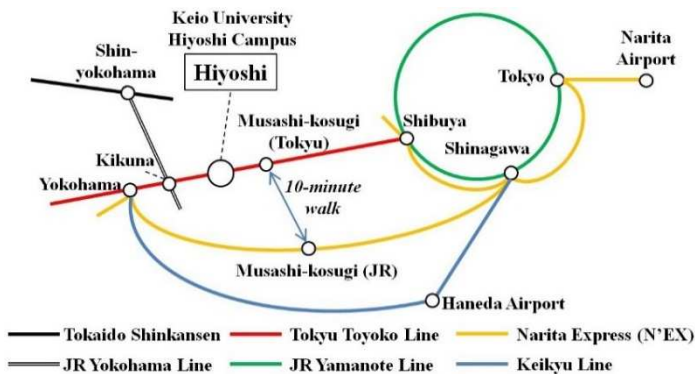 Keio University
Hiyoshi Campus
Shin-
yokohama
Hiyoshi
Narita
Airport
Tokyo
Musashi-kosugi
(Tokyu)
Shibuya
Shinagawa
Kikuna
Yokohama
10-minute
walk
Musashi-kosugi (JR)
Haneda Airport
Tokaido Shinkansen
Tokyu Toyoko Line
Narita Express (N'EX)
JR Yokohama Line
JR Yamanote Line
Keikyu Line